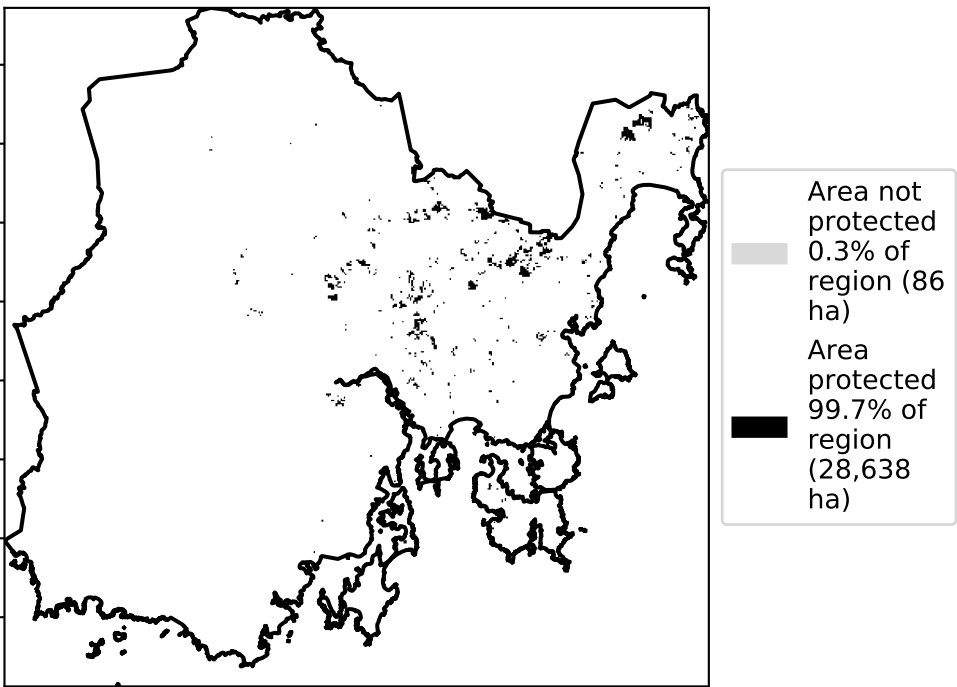 Area not
protected
0.3% of
region (86
ha)
Area
protected
99.7% of
region
(28,638
ha)